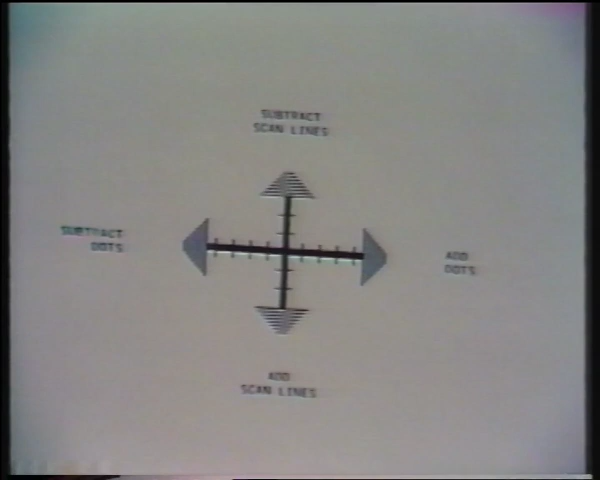 SUBTRACT
SCAN LINES
SUBTRACT
DOTS
ADD
DOTS
ADD
SCAN LINES